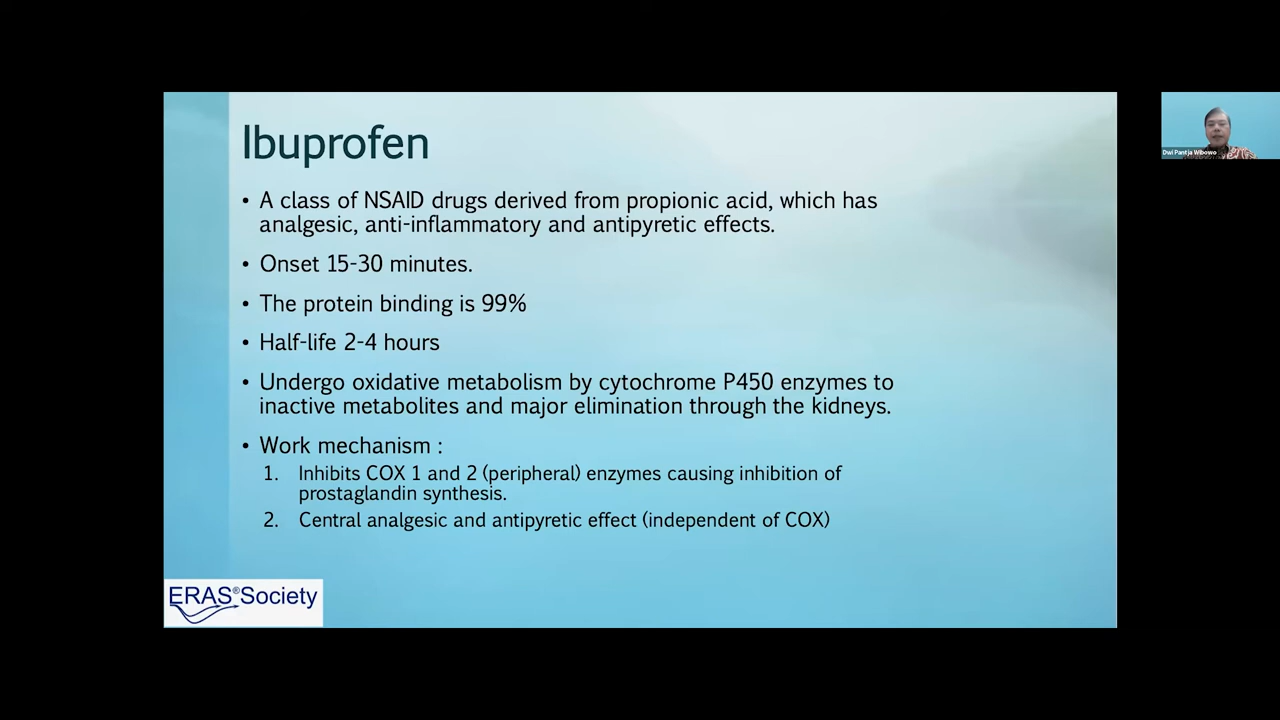 Ibuprofen
• A class of NSAID drugs derived from propionic acid, which has
analgesic, anti-inflammatory and antipyretic effects.
• Onset 15-30 minutes.
• The protein binding is 99%
• Half-life 2-4 hours
• Undergo oxidative metabolism by cytochrome P450 enzymes to
inactive metabolites and major elimination through the kidneys.
• Work mechanism :
1. Inhibits COX 1 and 2 (peripheral) enzymes causing inhibition of
prostaglandin synthesis.
2. Central analgesic and antipyretic effect (independent of COX)
ERAS®Society
Dwi Pantja Wibowo